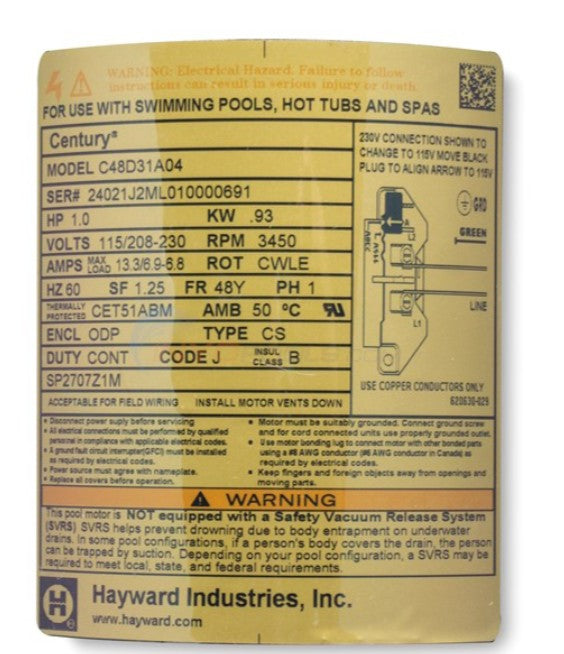 WARNING: Electrical Hazard. Failure to follow
instructions can result in serious injury or death.
FOR USE WITH SWIMMING POOLS, HOT TUBS AND SPAS
Century®
MODEL C48D31A04
SER# 24021J2ML010000691
HP 1.0 KW .93
VOLTS 115/208-230 RPM 3450
AMPS MAX LOAD 13.3/6.9-6.8 ROT CWLE
HZ 60 SF 1.25 FR 48Y PH 1
THERMALLY PROTECTED CET51ABM AMB 50 ºC
ENCL ODP TYPE CS
DUTY CONT CODE J INSUL CLASS B
SP2707Z1M
ACCEPTABLE FOR FIELD WIRING INSTALL MOTOR VENTS DOWN
230V CONNECTION SHOWN TO
CHANGE TO 115V MOVE BLACK
PLUG TO ALIGN ARROW TO 115V
GRD
GREEN
A
L2
LINE
L1
USE COPPER CONDUCTORS ONLY
620630-029
• Disconnect power suply before servicing
• All electrical connections must be performed by qualified
personel in compliance with applicable electrical codes.
• A ground fault circuit interrupter(GFCI) must be installed
as required by electrical codes.
• Power source must agree with nameplate.
• Replace all covers before operation.
• Motor must be suitably grounded. Connect ground screw
and for cord connected units use properly grounded outlet.
• Use motor bonding lug to connect motor with other bonded parts
using a #8 AWG conductor (#6 AWG conductor in Canada) as
required by electrical codes.
• Keep fingers and foreign objects away from openings and
moving parts.
WARNING
This pool motor is NOT equipped with a Safety Vacuum Release System
(SVRS) SVRS helps prevent drowning due to body entrapment on underwater
drains. In some pool configurations, if a person's body covers the drain, the person
can be trapped by suction. Depending on your pool configuration, a SVRS may be
required to meet local, state, and federal requirements.
H
Hayward Industries, Inc.
www.hayward.com